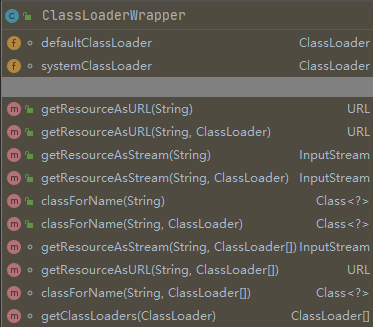 ClassLoaderWrapper
defaultClassLoader ClassLoader
systemClassLoader ClassLoader
getResourceAsURL(String) URL
getResourceAsURL(String, ClassLoader) URL
getResourceAsStream(String) InputStream
getResourceAsStream(String, ClassLoader) InputStream
classForName(String) Class<?>
classForName(String, ClassLoader) Class<?>
getResourceAsStream(String, ClassLoader[]) InputStream
getResourceAsURL(String, ClassLoader[]) URL
classForName(String, ClassLoader[]) Class<?>
getClassLoaders(ClassLoader) ClassLoader[]